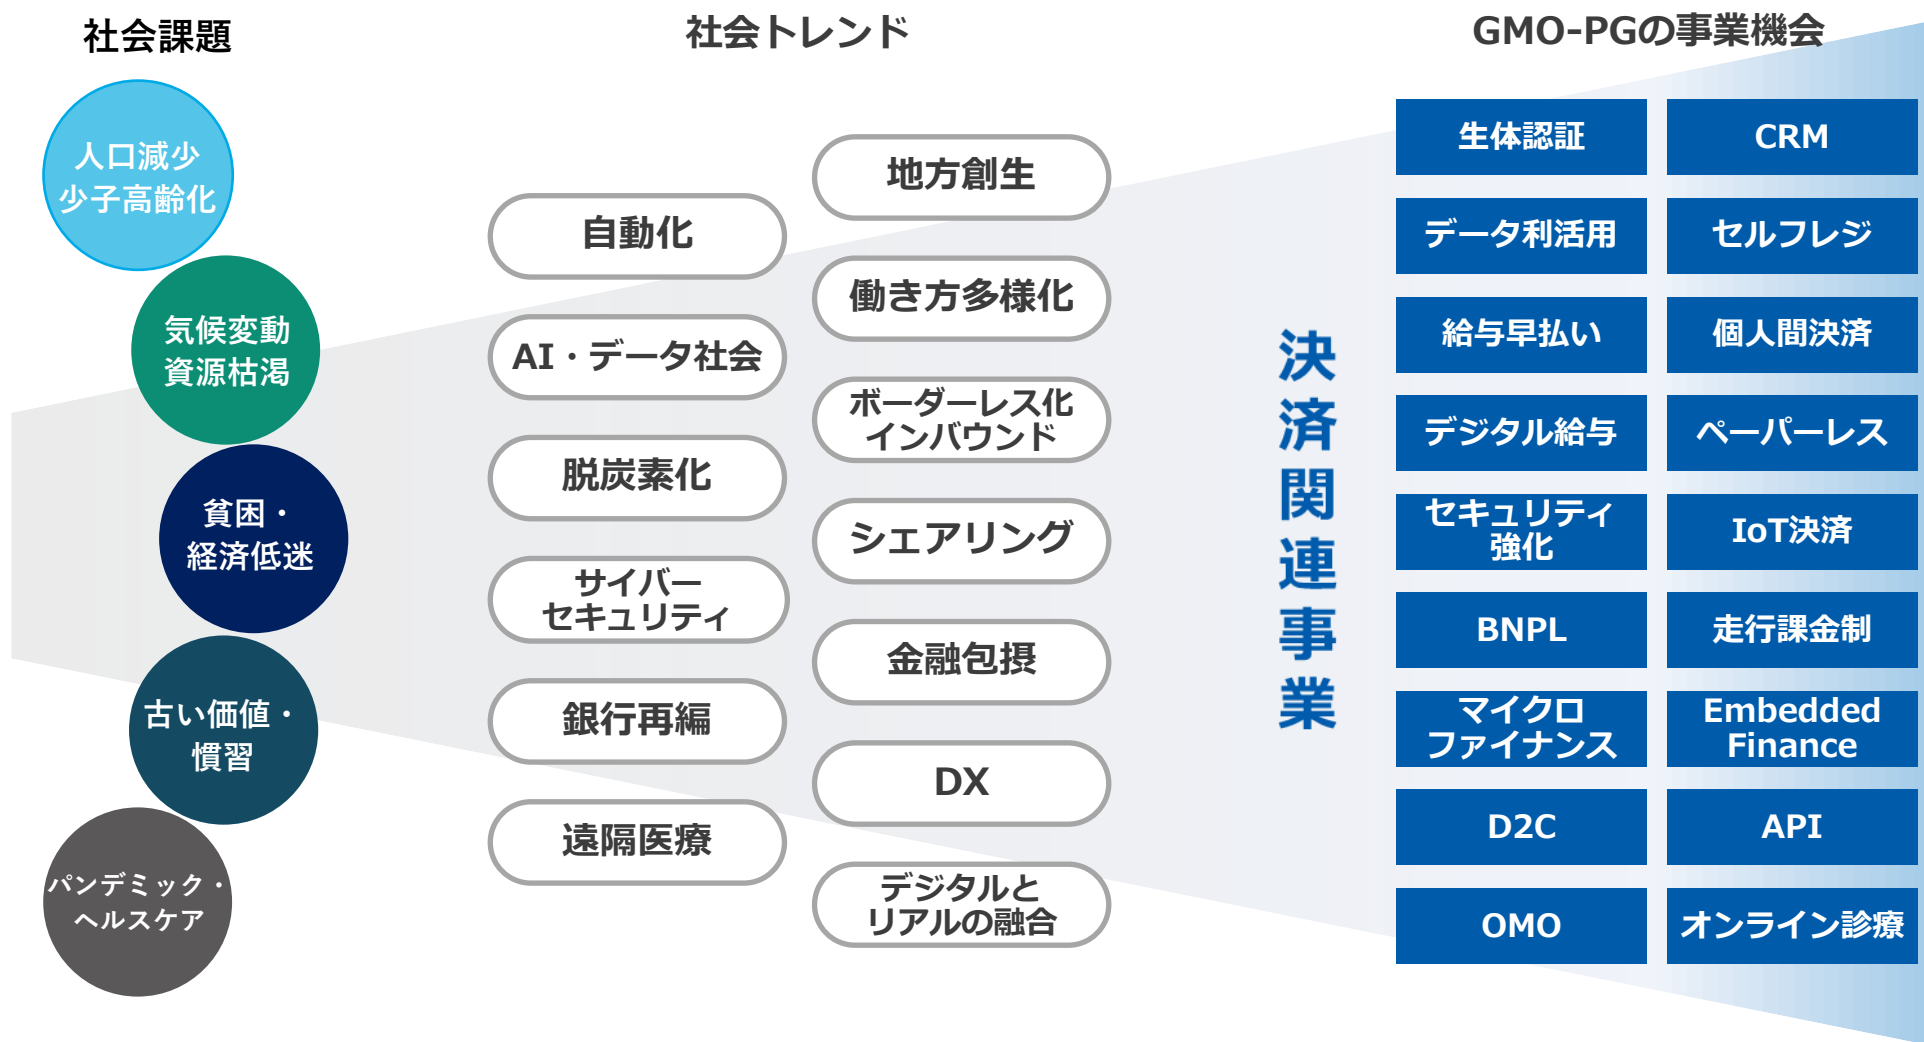 社会課題
社会トレンド
GMO-PGの事業機会
人口減少
少子高齢化
気候変動
資源枯渇
貧困・
経済低迷
古い価値・
慣習
パンデミック・
ヘルスケア
自動化
AI・データ社会
脱炭素化
サイバー
セキュリティ
銀行再編
遠隔医療
地方創生
働き方多様化
ボーダーレス化
インバウンド
シェアリング
金融包摂
DX
デジタルと
リアルの融合
決済関連事業
生体認証
CRM
データ利活用
セルフレジ
給与早払い
個人間決済
デジタル給与
ペーパーレス
セキュリティ
強化
IoT決済
BNPL
走行課金制
マイクロ
ファイナンス
Embedded
Finance
D2C
API
OMO
オンライン診療